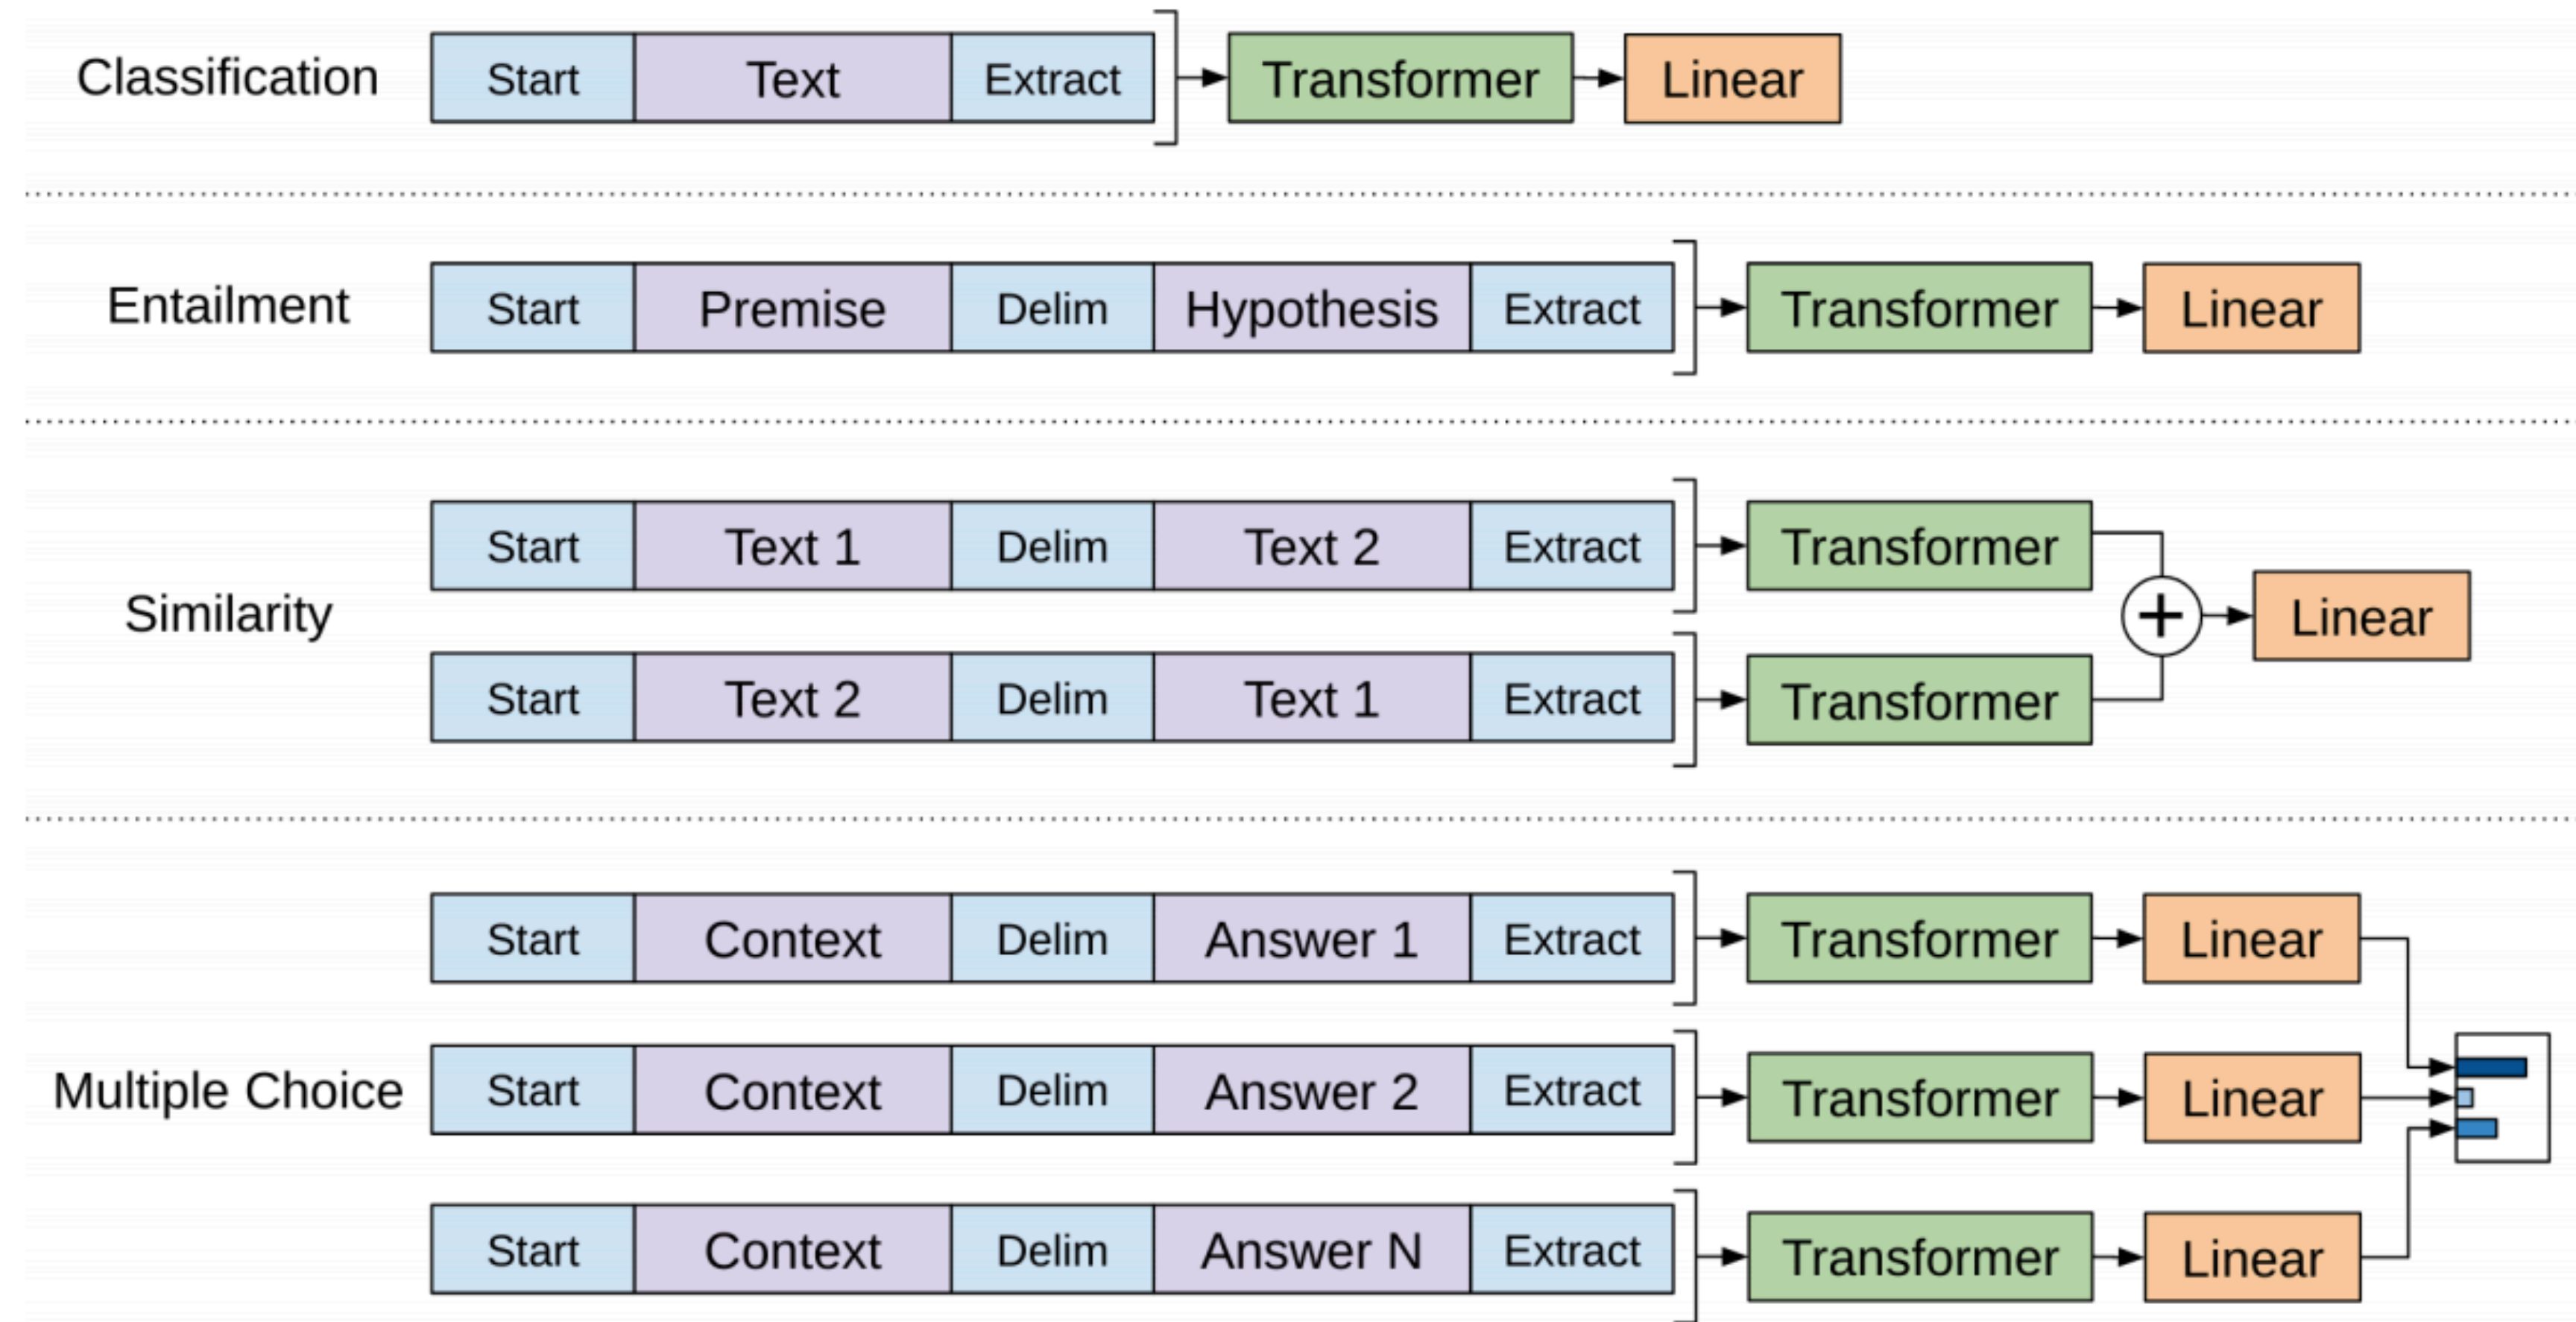 Classification Start Text Extract Transformer Linear
Entailment Start Premise Delim Hypothesis Extract Transformer Linear
Start Text 1 Delim Text 2 Extract Transformer
Similarity + Linear
Start Text 2 Delim Text 1 Extract Transformer
Start Context Delim Answer 1 Extract Transformer Linear
Multiple Choice Start Context Delim Answer 2 Extract Transformer Linear
Start Context Delim Answer N Extract Transformer Linear